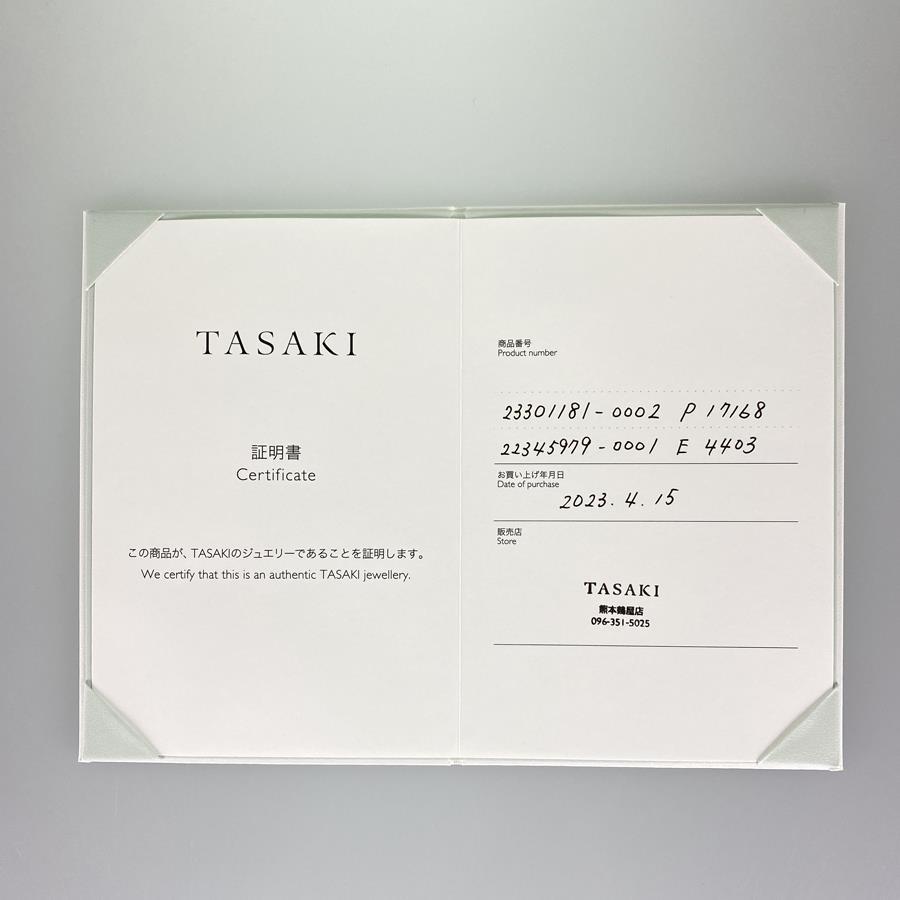 TASAKI
証明書
Certificate
この商品が、TASAKIのジュエリーであることを証明します。
We certify that this is an authentic TASAKI jewellery.
商品番号
Product number
23301181-0002 P 17168
22345979-0001 E 4403
お買い上げ年月日
Date of purchase
2023.4.15
販売店
Store
TASAKI
熊本鶴屋店
096-351-5025